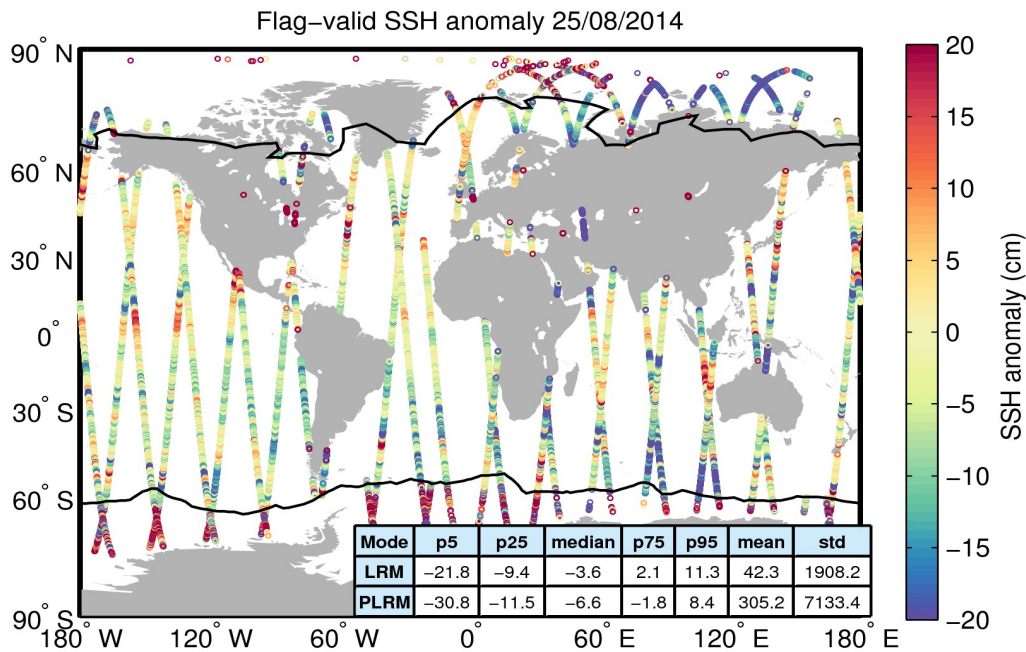 Flag−valid SSH anomaly 25/08/2014
90° N
60° N
30° N
0°
30° S
60° S
90° S
180° W
120° W
60° W
0°
60° E
120° E
180° E
Mode p5 p25 median p75 p95 mean std
LRM −21.8 −9.4 −3.6 2.1 11.3 42.3 1908.2
PLRM −30.8 −11.5 −6.6 −1.8 8.4 305.2 7133.4
20
15
10
5
0
−5
−10
−15
−20
SSH anomaly (cm)